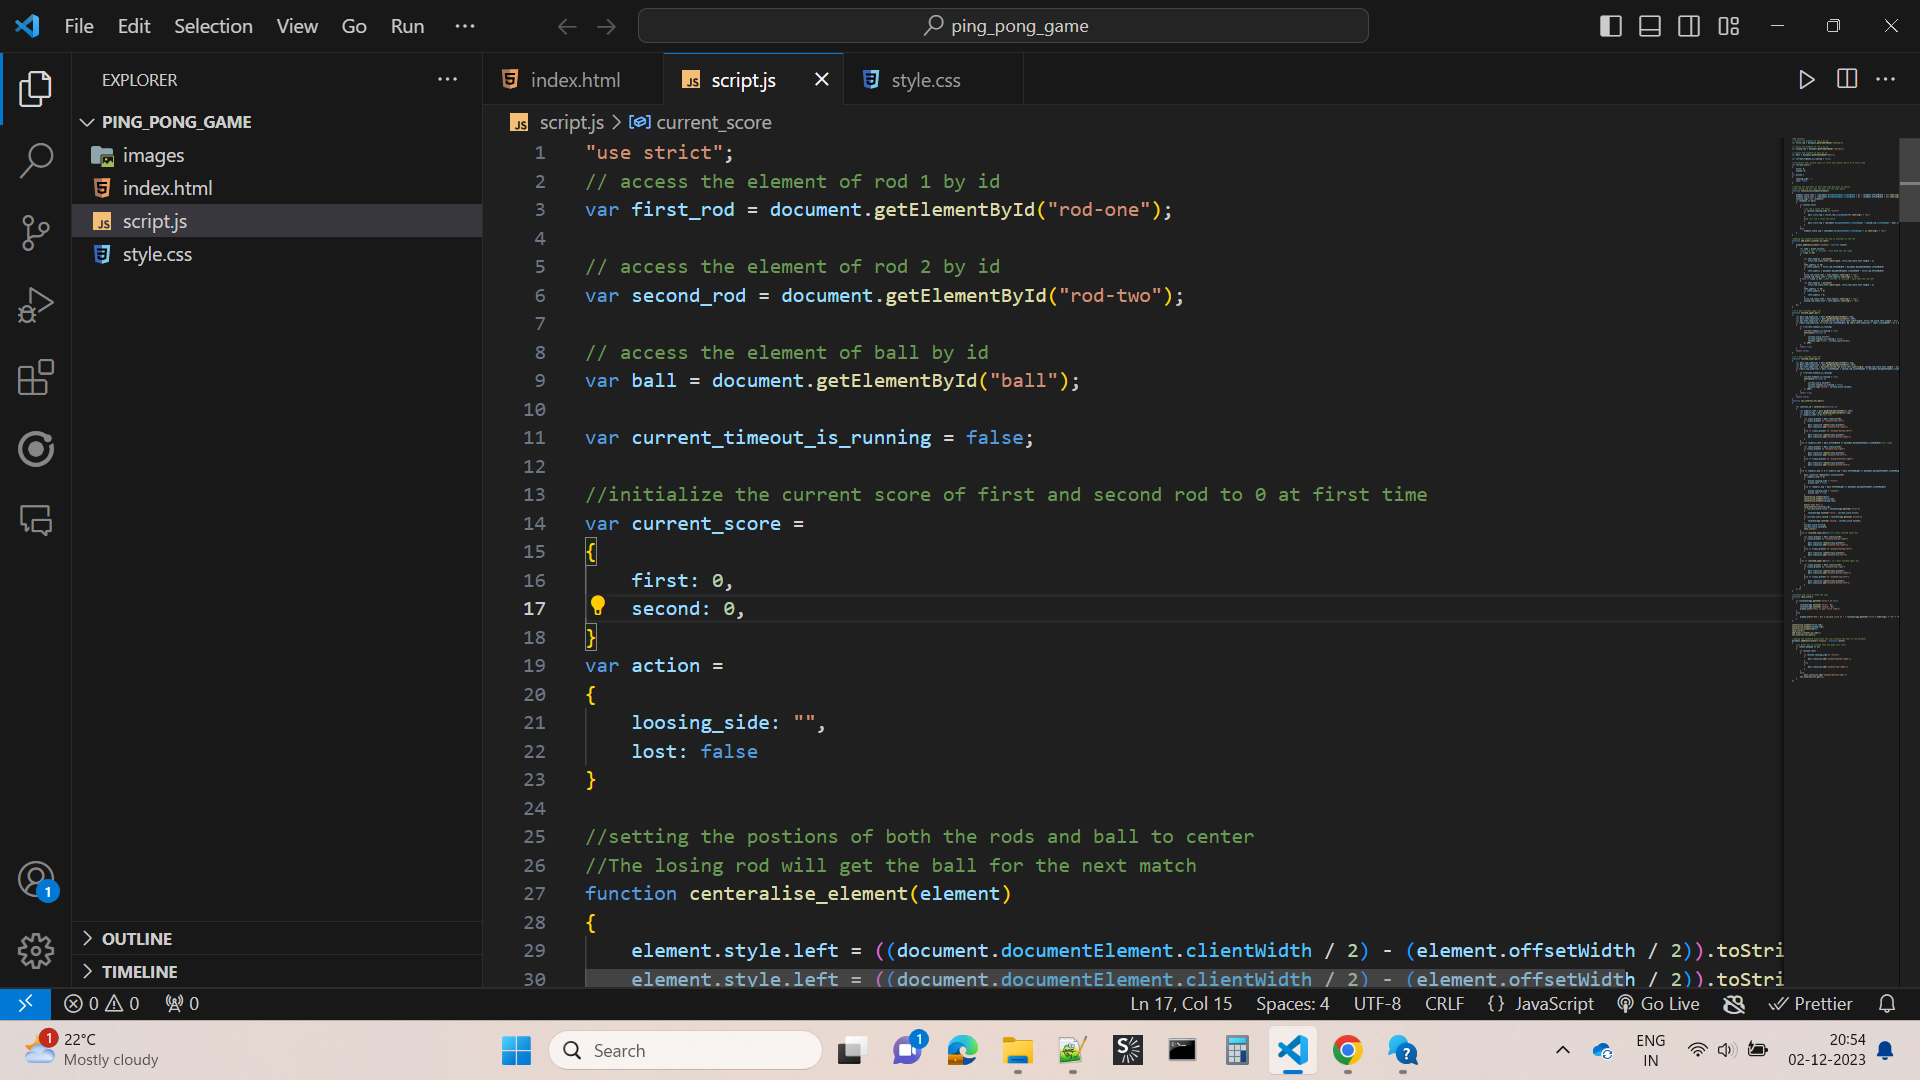 File Edit Selection View Go Run ping_pong_game
EXPLORER
PING_PONG_GAME
images
index.html
script.js
style.css
OUTLINE
TIMELINE
index.html script.js style.css
script.js > current_score
1 "use strict";
2 // access the element of rod 1 by id
3 var first_rod = document.getElementById("rod-one");
4
5 // access the element of rod 2 by id
6 var second_rod = document.getElementById("rod-two");
7
8 // access the element of ball by id
9 var ball = document.getElementById("ball");
10
11 var current_timeout_is_running = false;
12
13 //initialize the current score of first and second rod to 0 at first time
14 var current_score =
15 {
16 first: 0,
17 second: 0,
18 }
19 var action =
20 {
21 loosing_side: "",
22 lost: false
23 }
24
25 //setting the postions of both the rods and ball to center
26 //The losing rod will get the ball for the next match
27 function centeralise_element(element)
28 {
29 element.style.left = ((document.documentElement.clientWidth / 2) - (element.offsetWidth / 2)).toStri
30 element.style.left = ((document.documentElement.clientWidth / 2) - (element.offsetWidth / 2)).toStri
1
0 0 0 Ln 17, Col 15 Spaces: 4 UTF-8 CRLF {} JavaScript Go Live Prettier
1 22°C
Mostly cloudy
Search
1
ENG
IN
20:54
02-12-2023